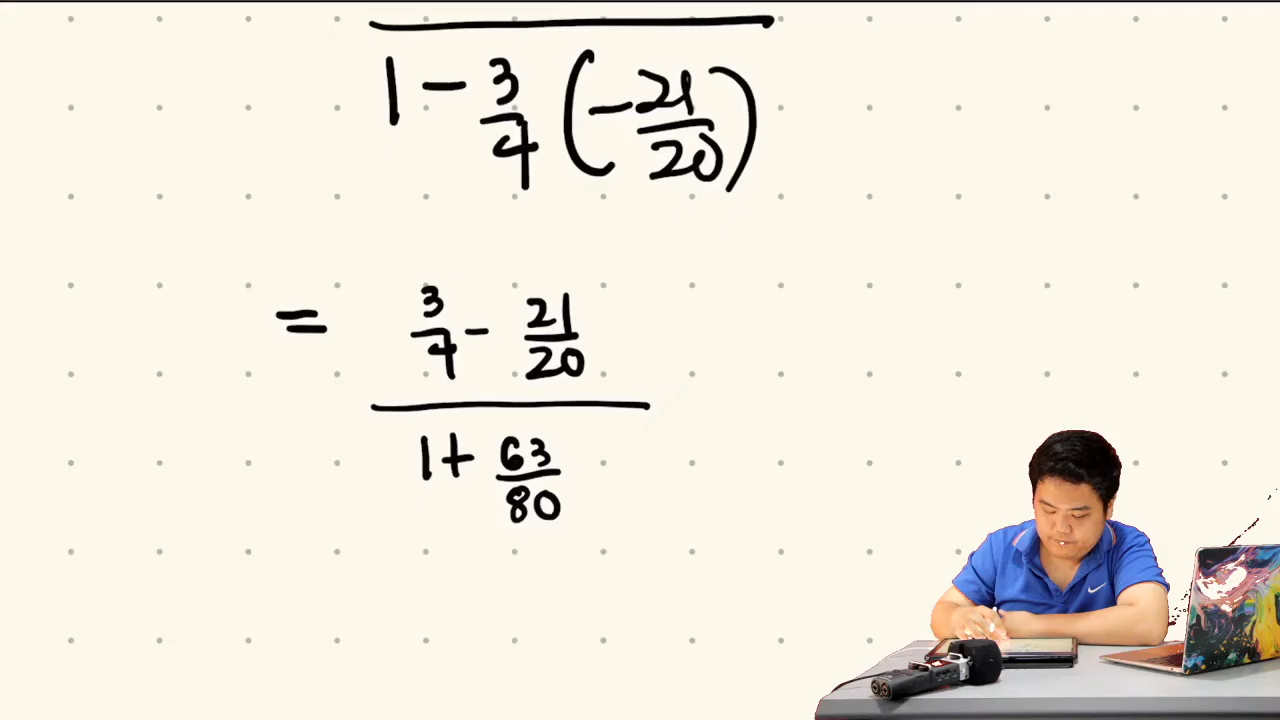 1 - 3/4 (-21/20)
= (3/4 - 21/20) / (1 + 63/80)